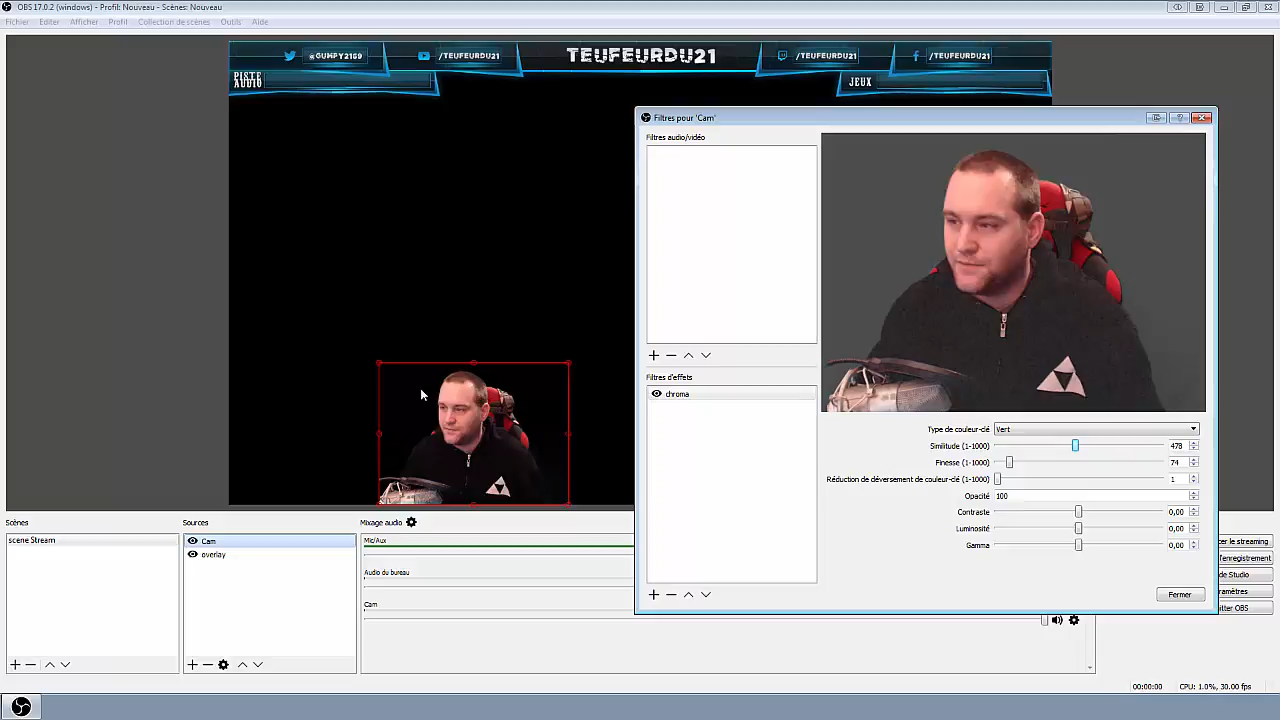 OBS 17.0.2 (windows) - Profil: Nouveau - Scènes: Nouveau
Fichier Editer Afficher Profil Collection de scènes Outils Aide
@GUMPY2159 /TEUFEURDU21 TEUFEURDU21 /TEUFEURDU21 /TEUFEURDU21
PISTE AUDIO
JEUX
Filtres pour 'Cam'
Filtres audio/vidéo
Filtres d'effets
chroma
Type de couleur-clé Vert
Similitude (1-1000) 478
Finesse (1-1000) 74
Réduction de déversement de couleur-clé (1-1000) 1
Opacité 100
Contraste 0,00
Luminosité 0,00
Gamma 0,00
Fermer
Scènes
scene Stream
Sources
Cam
overlay
Mixage audio
Mic/Aux
Audio du bureau
Cam
cer le streaming
'enregistrement
de Studio
amètres
itter OBS
00:00:00 CPU: 1.0%, 30.00 fps